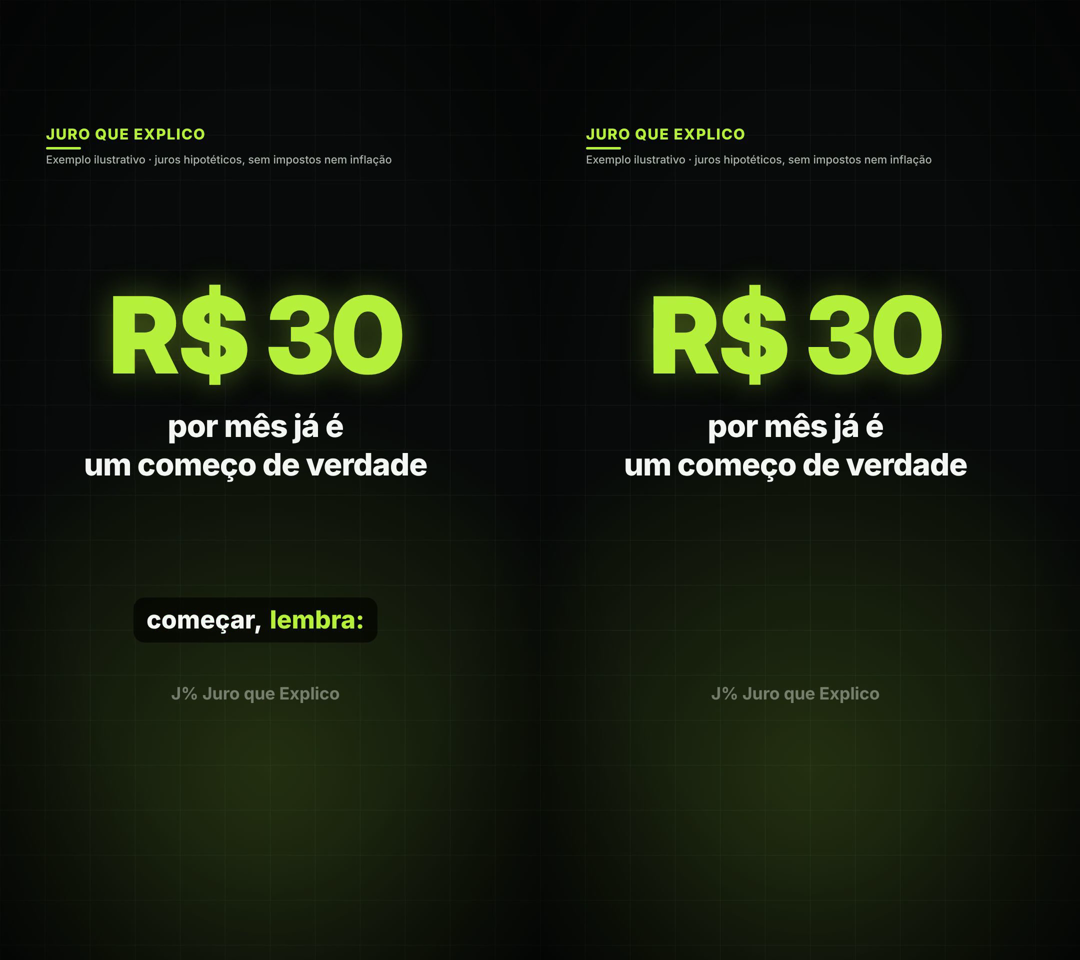 JURO QUE EXPLICO
Exemplo ilustrativo · juros hipotéticos, sem impostos nem inflação
R$ 30
por mês já é
um começo de verdade
começar, lembra:
J% Juro que Explico
JURO QUE EXPLICO
Exemplo ilustrativo · juros hipotéticos, sem impostos nem inflação
R$ 30
por mês já é
um começo de verdade
J% Juro que Explico